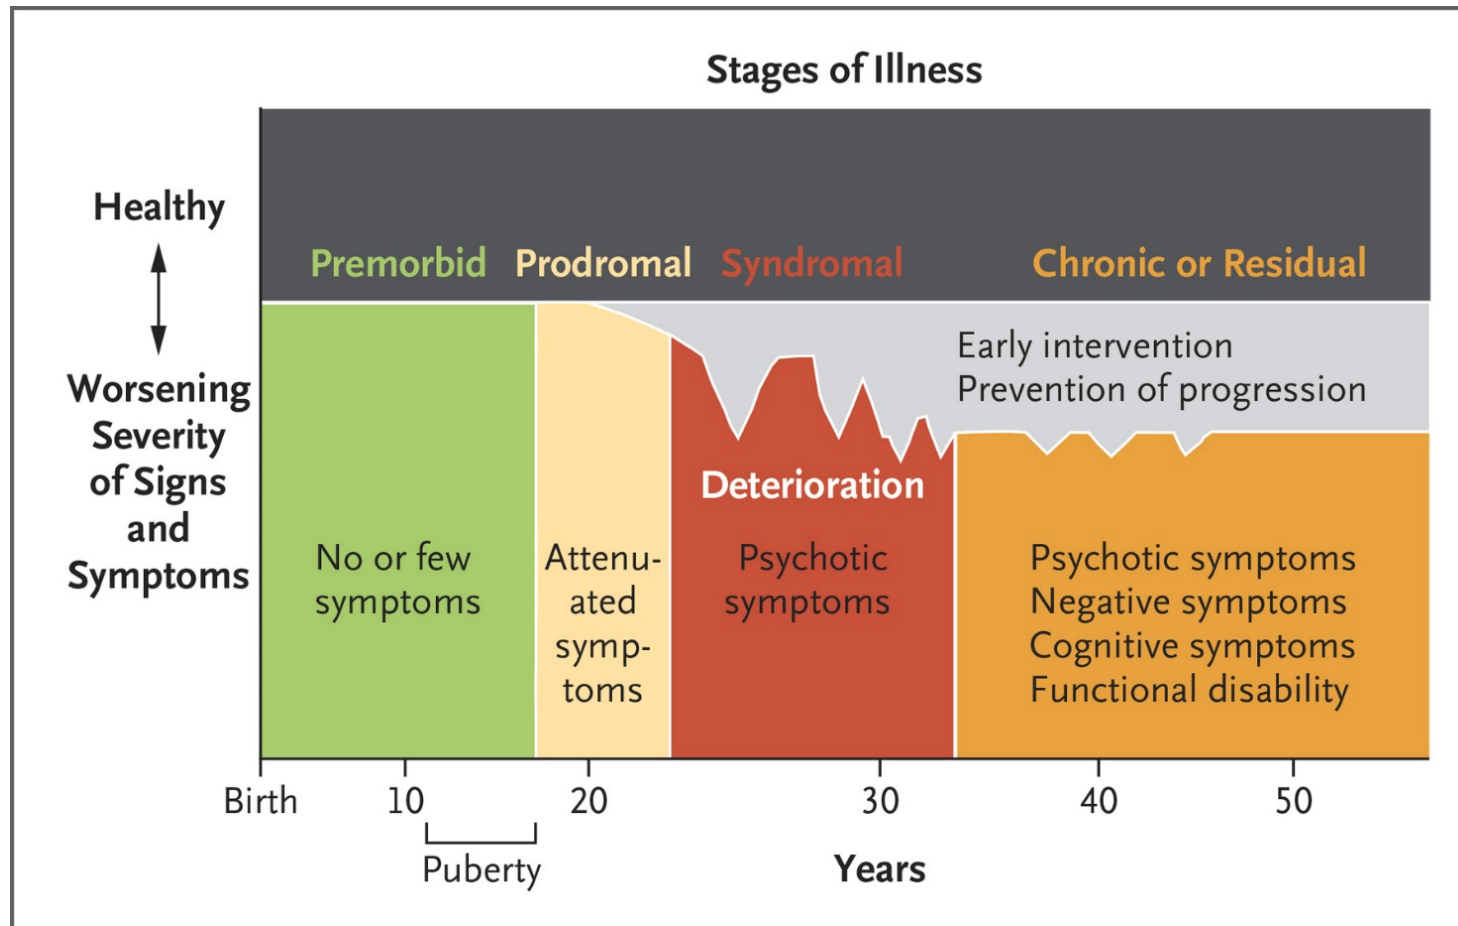 Stages of Illness
Healthy
Worsening
Severity
of Signs
and
Symptoms
Premorbid
Prodromal
Syndromal
Chronic or Residual
Early intervention
Prevention of progression
Deterioration
No or few
symptoms
Attenu-
ated
symp-
toms
Psychotic
symptoms
Psychotic symptoms
Negative symptoms
Cognitive symptoms
Functional disability
Birth 10 20 30 40 50
Puberty
Years